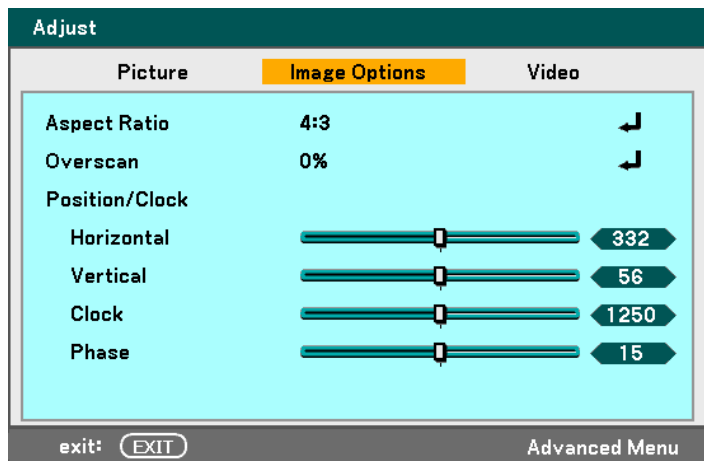 Adjust
Picture Image Options Video
Aspect Ratio 4:3
Overscan 0%
Position/Clock
Horizontal 332
Vertical 56
Clock 1250
Phase 15
exit: EXIT Advanced Menu